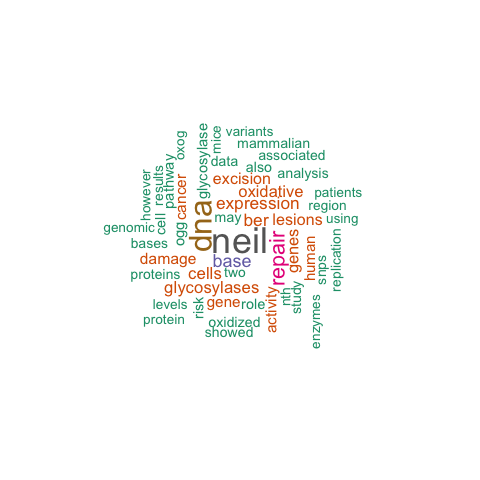 variants
mammalian
associated
oxog
glycosylase
mice
data
also
analysis
however
results
pathway
cell
cancer
excision
oxidative
patients
expression
region
may
ber
lesions
using
genomic
ogg
dna
neil
genes
human
snps
replication
bases
damage
base
repair
proteins
cells
two
glycosylases
levels
risk
gene
role
activity
nth
study
enzymes
protein
oxidized
showed